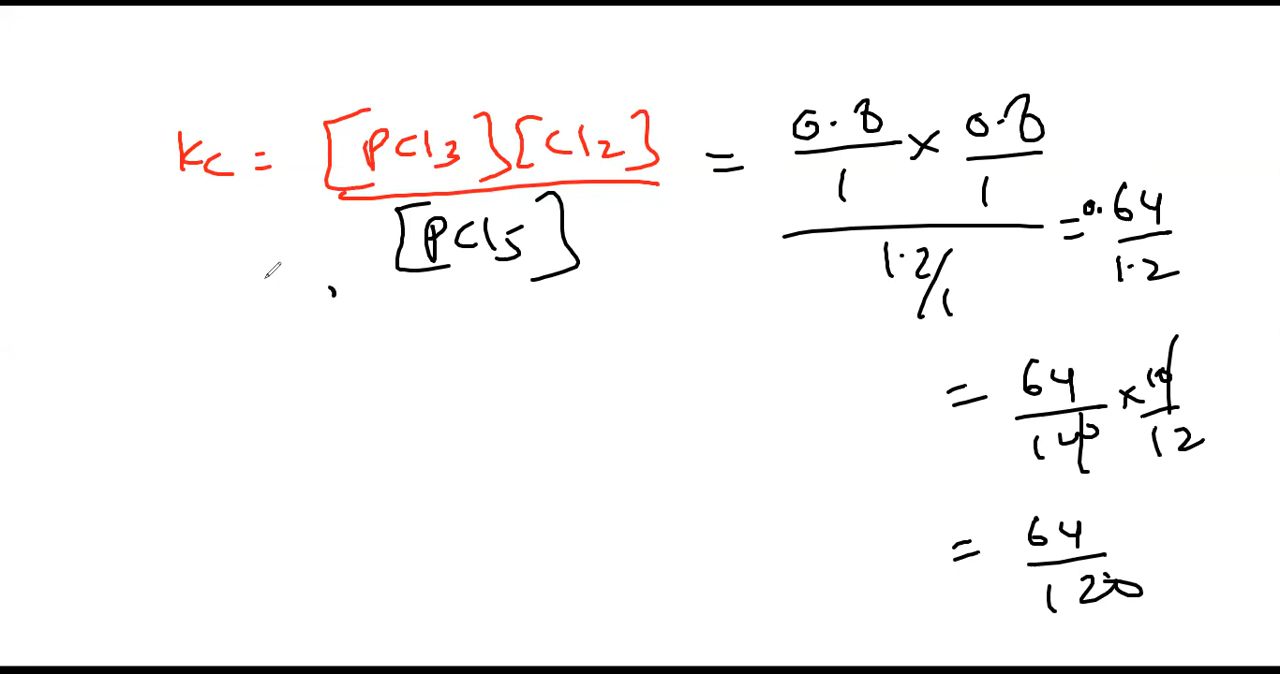 Kc = [PCl3][Cl2] / [PCl5] = 0.8/1 × 0.8/1 / 1.2/1 = 0.64/1.2
= 64/100 × 10/12
= 64/120